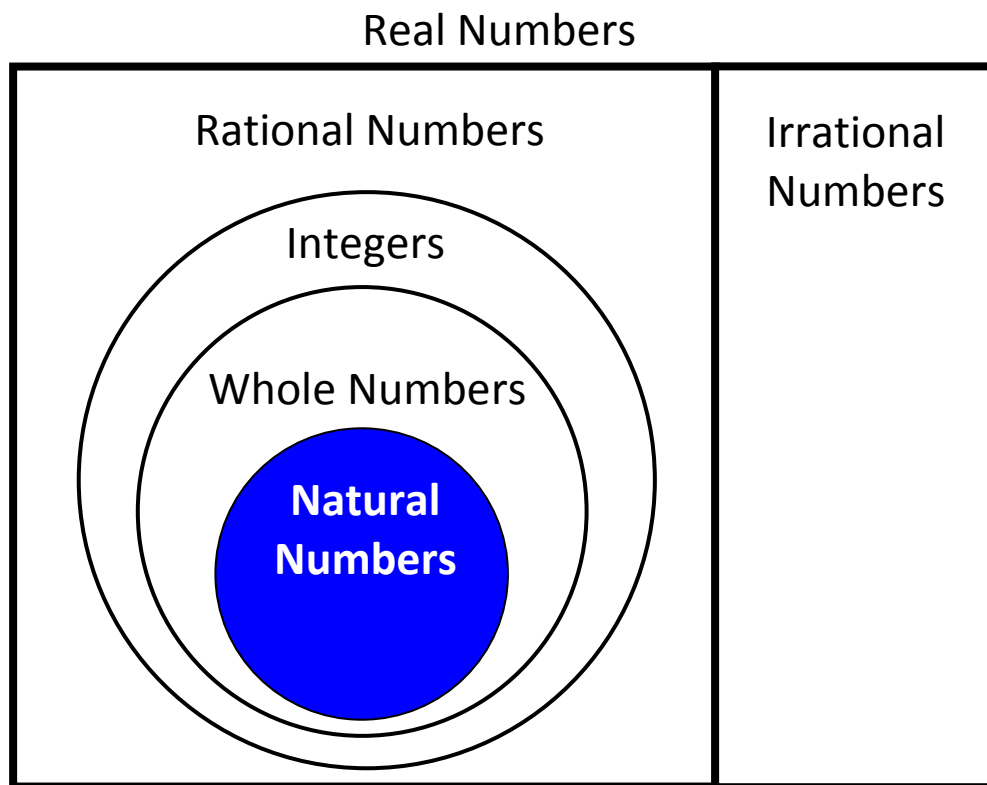 Real Numbers
Rational Numbers
Irrational
Numbers
Integers
Whole Numbers
Natural
Numbers